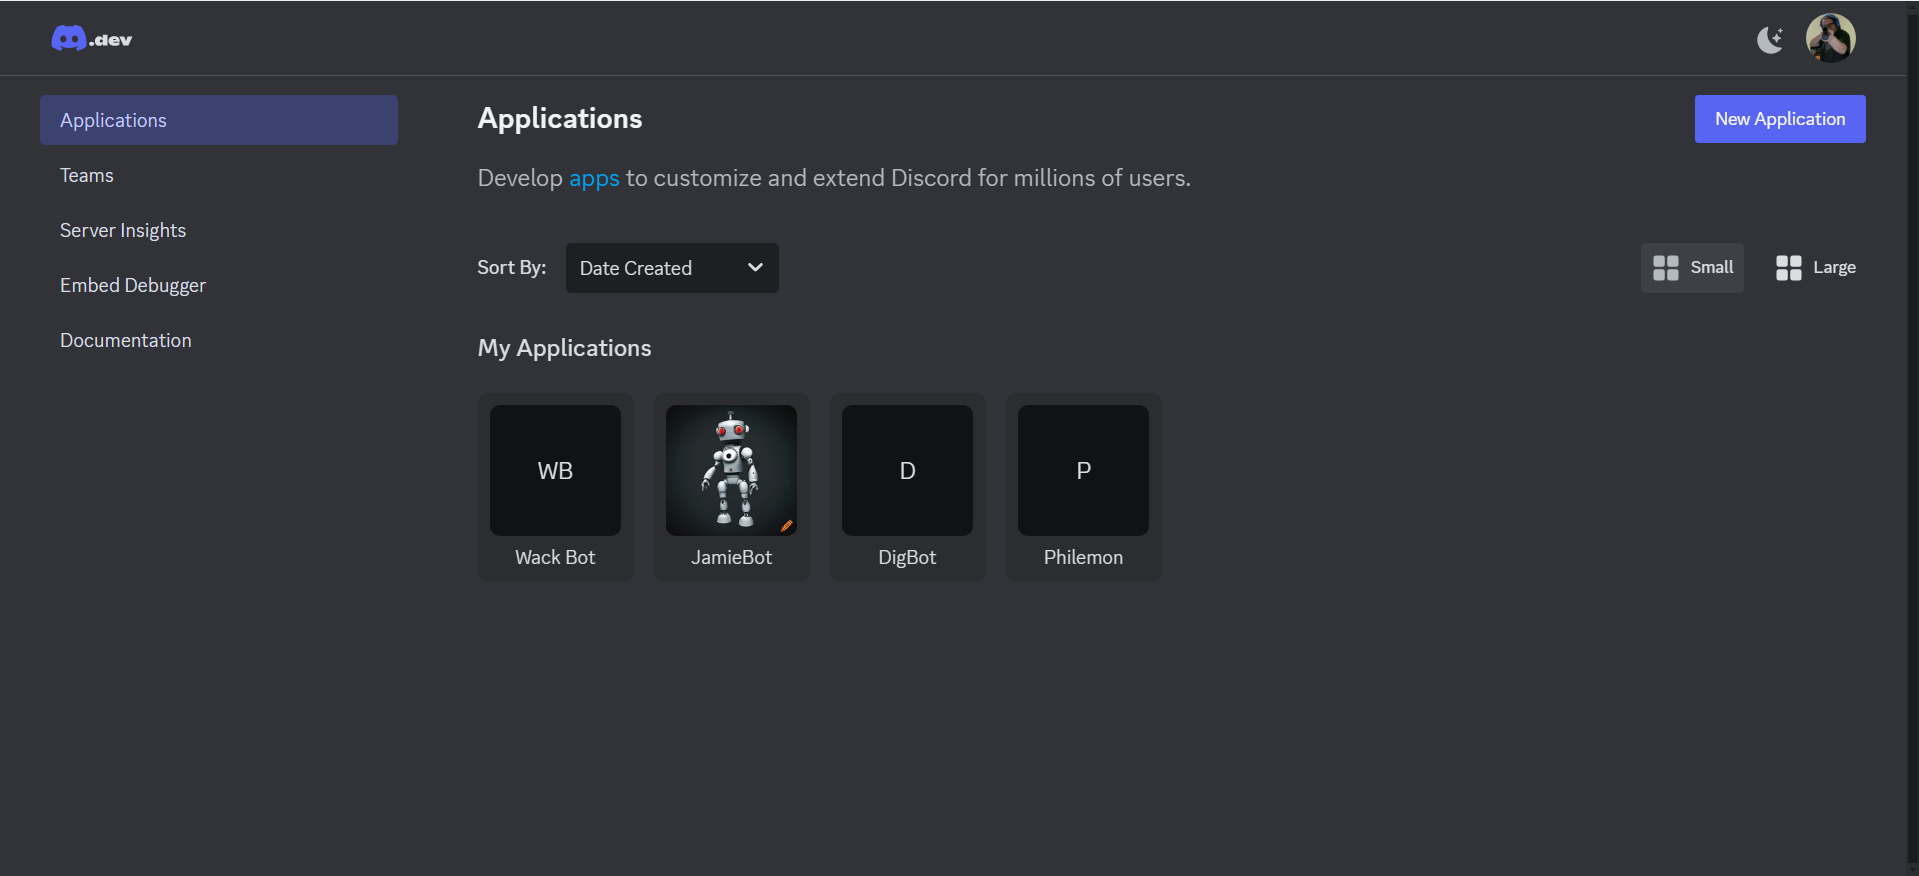 .dev
Applications
Teams
Server Insights
Embed Debugger
Documentation
Applications
New Application
Develop apps to customize and extend Discord for millions of users.
Sort By:
Date Created
Small
Large
My Applications
WB
Wack Bot
JamieBot
D
DigBot
P
Philemon